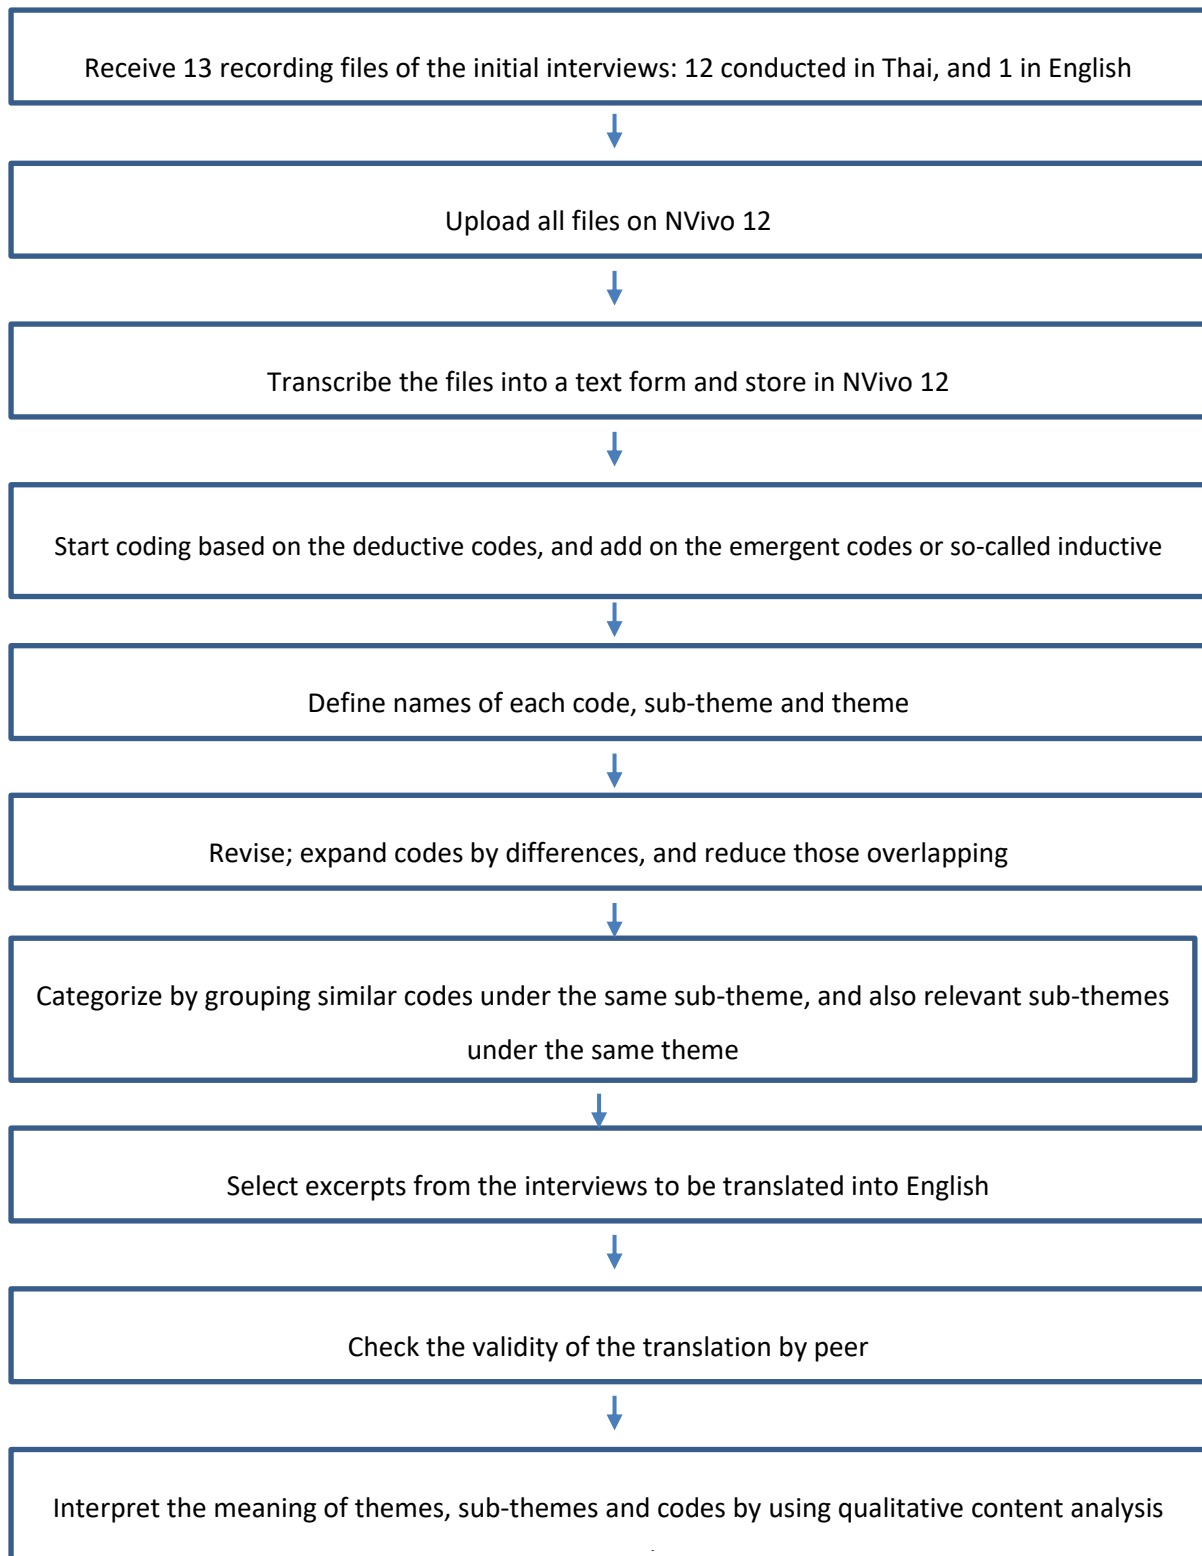 Receive 13 recording files of the initial interviews: 12 conducted in Thai, and 1 in English
Upload all files on NVivo 12
Transcribe the files into a text form and store in NVivo 12
Start coding based on the deductive codes, and add on the emergent codes or so-called inductive
Define names of each code, sub-theme and theme
Revise; expand codes by differences, and reduce those overlapping
Categorize by grouping similar codes under the same sub-theme, and also relevant sub-themes
under the same theme
Select excerpts from the interviews to be translated into English
Check the validity of the translation by peer
Interpret the meaning of themes, sub-themes and codes by using qualitative content analysis